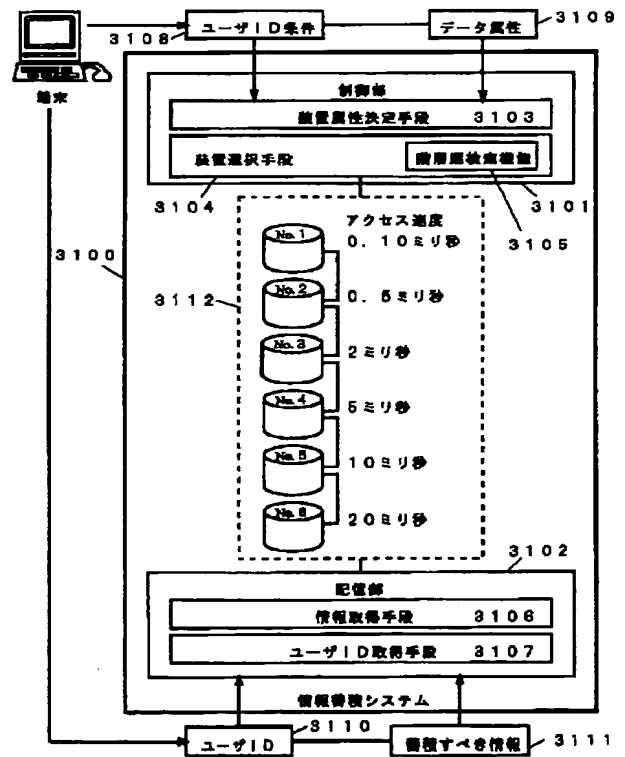 ユーザID条件
データ属性
3109
3108
端末
制御部
装置属性決定手段 3103
装置選択手段
階層歴検索機能
3104
3101
3105
アクセス速度
3100
No.1
0.10ミリ秒
3112
No.2
0.5ミリ秒
No.3
2ミリ秒
No.4
5ミリ秒
No.5
10ミリ秒
No.6
20ミリ秒
3102
記憶部
情報取得手段 3106
ユーザID取得手段 3107
情報蓄積システム
3110
ユーザID
蓄積すべき情報
3111